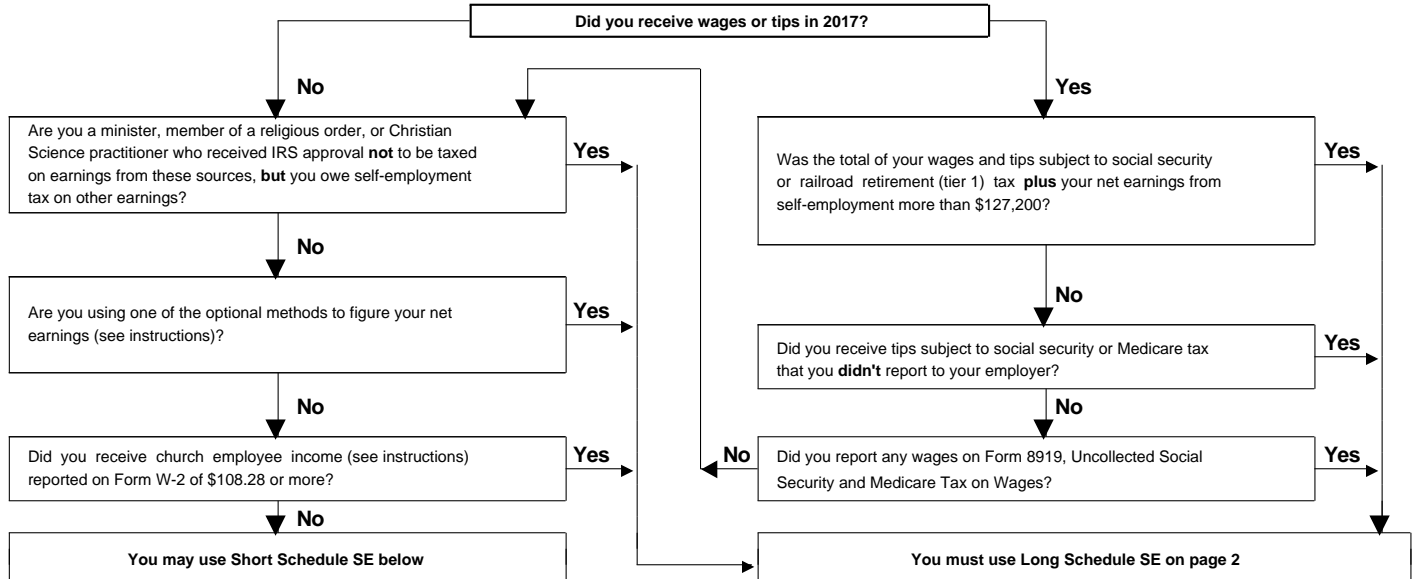 Did you receive wages or tips in 2017?
No
Yes
Are you a minister, member of a religious order, or Christian
Science practitioner who received IRS approval not to be taxed
on earnings from these sources, but you owe self-employment
tax on other earnings?
Yes
Was the total of your wages and tips subject to social security
or railroad retirement (tier 1) tax plus your net earnings from
self-employment more than $127,200?
Yes
No
No
Are you using one of the optional methods to figure your net
earnings (see instructions)?
Yes
Did you receive tips subject to social security or Medicare tax
that you didn't report to your employer?
Yes
No
No
Did you receive church employee income (see instructions)
reported on Form W-2 of $108.28 or more?
Yes
No
Did you report any wages on Form 8919, Uncollected Social
Security and Medicare Tax on Wages?
Yes
No
You may use Short Schedule SE below
You must use Long Schedule SE on page 2